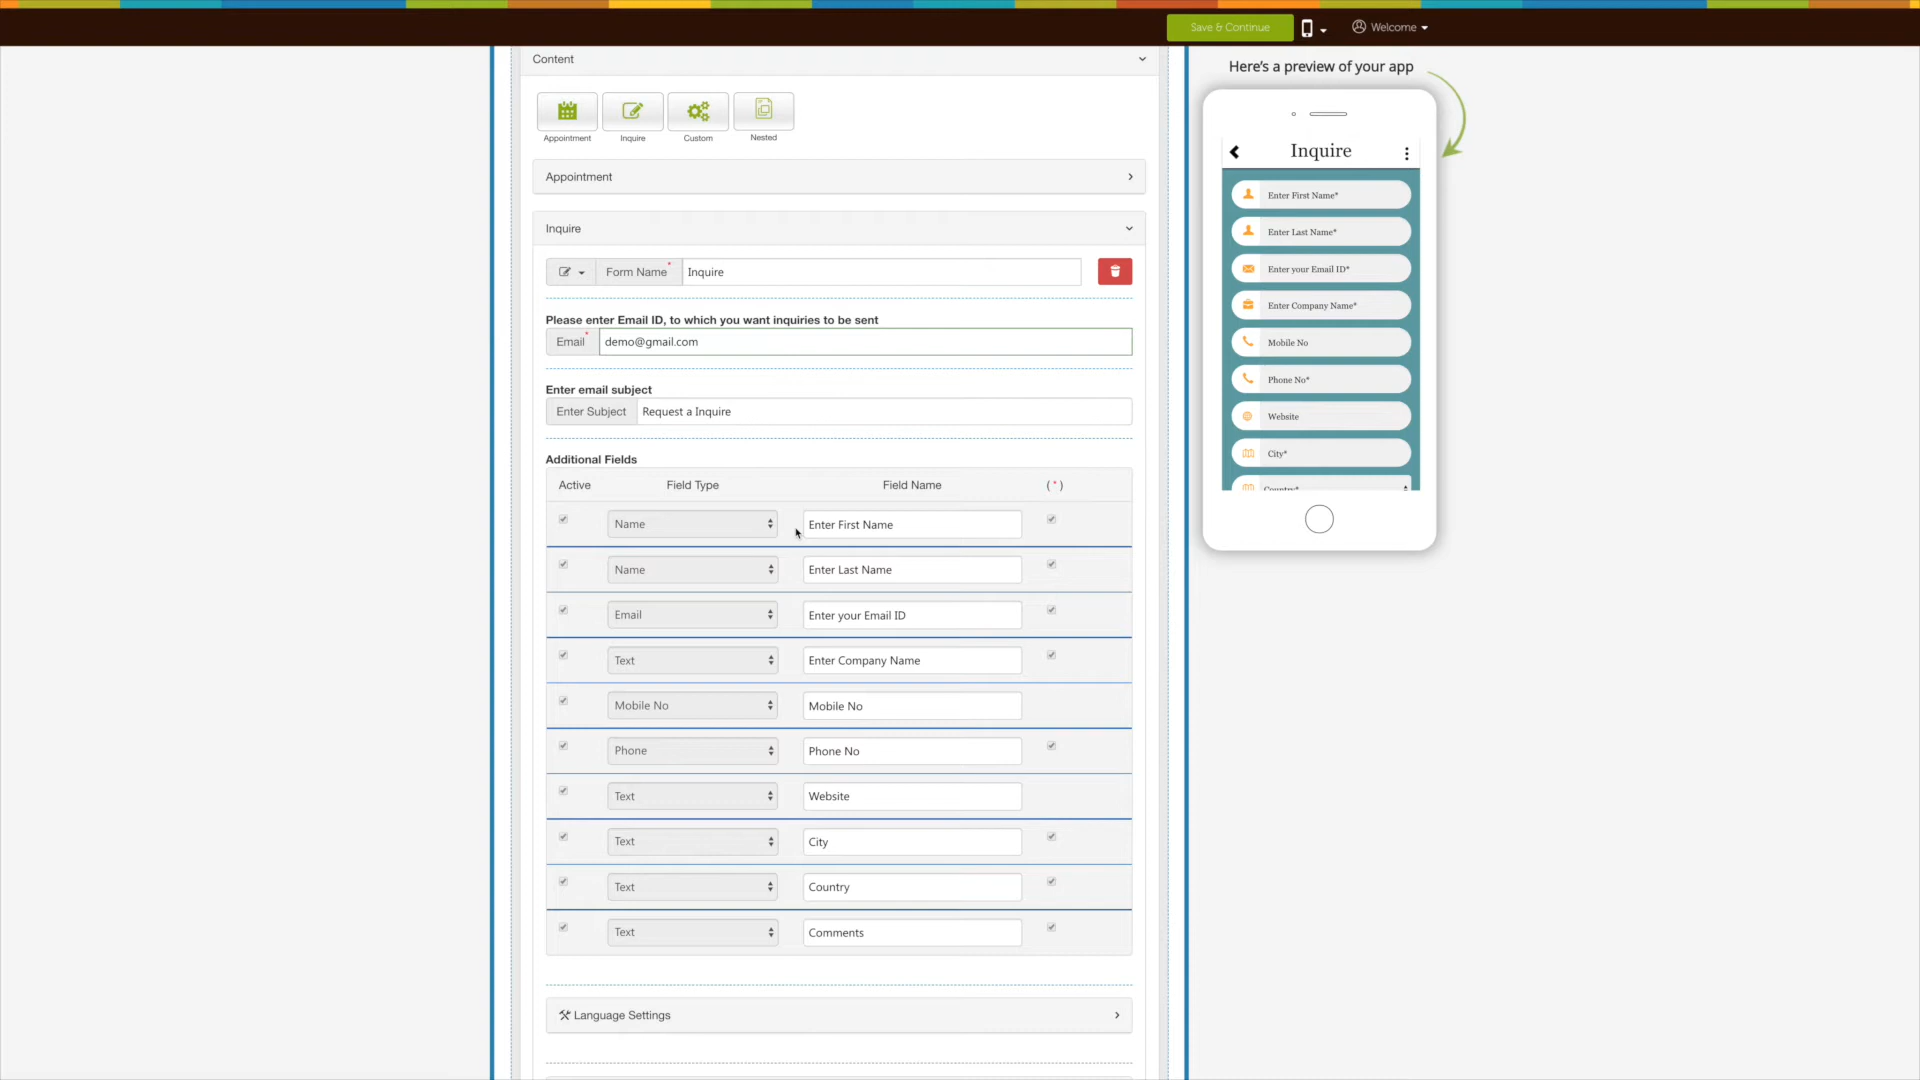 Save & Continue
Welcome
Content
Here's a preview of your app
Appointment
Inquire
Custom
Nested
Appointment
Inquire
Form Name*
Inquire
Please enter Email ID, to which you want inquiries to be sent
Email*
demo@gmail.com
Enter email subject
Enter Subject
Request a Inquire
Additional Fields
Active
Field Type
Field Name
( * )
Name
Enter First Name
Name
Enter Last Name
Email
Enter your Email ID
Text
Enter Company Name
Mobile No
Mobile No
Phone
Phone No
Text
Website
Text
City
Text
Country
Text
Comments
Language Settings
Inquire
Enter First Name*
Enter Last Name*
Enter your Email ID*
Enter Company Name*
Mobile No
Phone No*
Website
City*
Country*